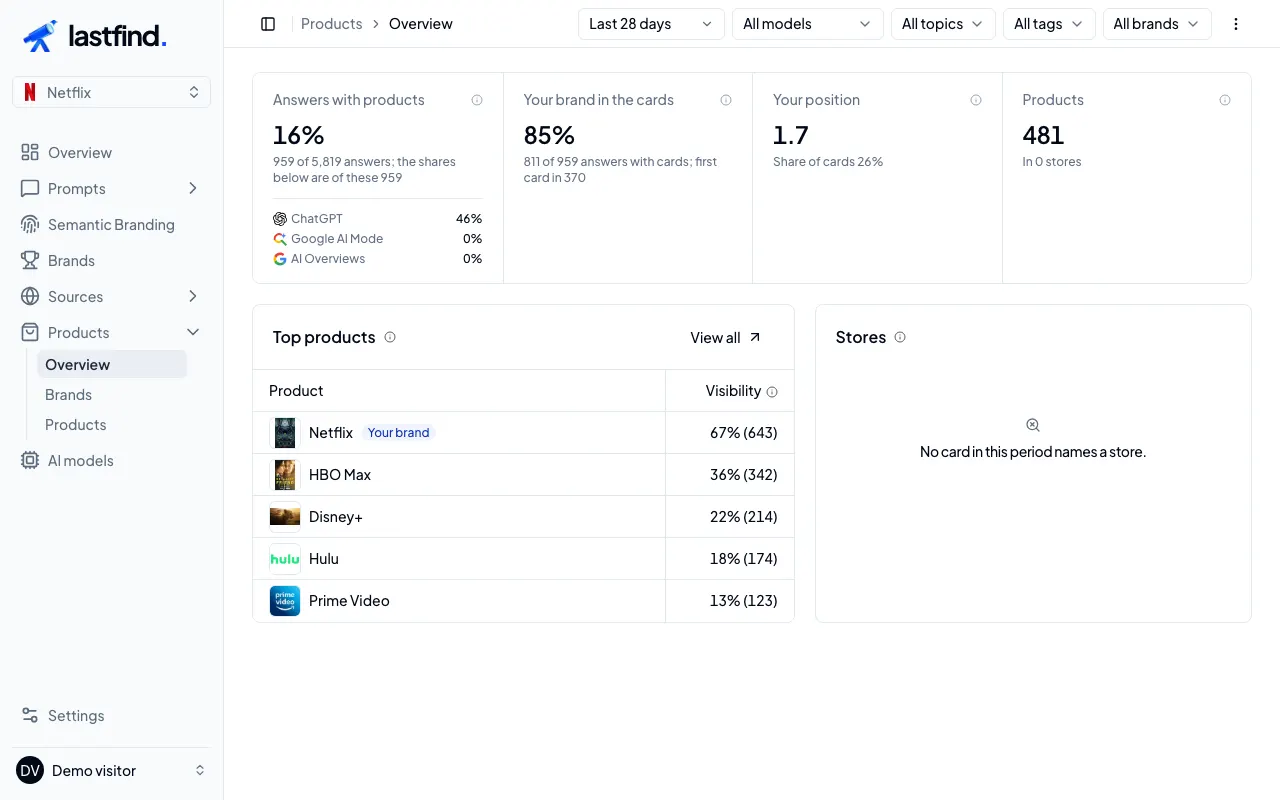 lastfind.
Netflix
Overview
Prompts
Semantic Branding
Brands
Sources
Products
Overview
Brands
Products
AI models
Settings
DV Demo visitor
Products > Overview
Last 28 days
All models
All topics
All tags
All brands
Answers with products
16%
959 of 5,819 answers; the shares
below are of these 959
ChatGPT 46%
Google AI Mode 0%
AI Overviews 0%
Your brand in the cards
85%
811 of 959 answers with cards; first
card in 370
Your position
1.7
Share of cards 26%
Products
481
In 0 stores
Top products
View all
Product Visibility
Netflix Your brand 67% (643)
HBO Max 36% (342)
Disney+ 22% (214)
hulu Hulu 18% (174)
prime video Prime Video 13% (123)
Stores
No card in this period names a store.